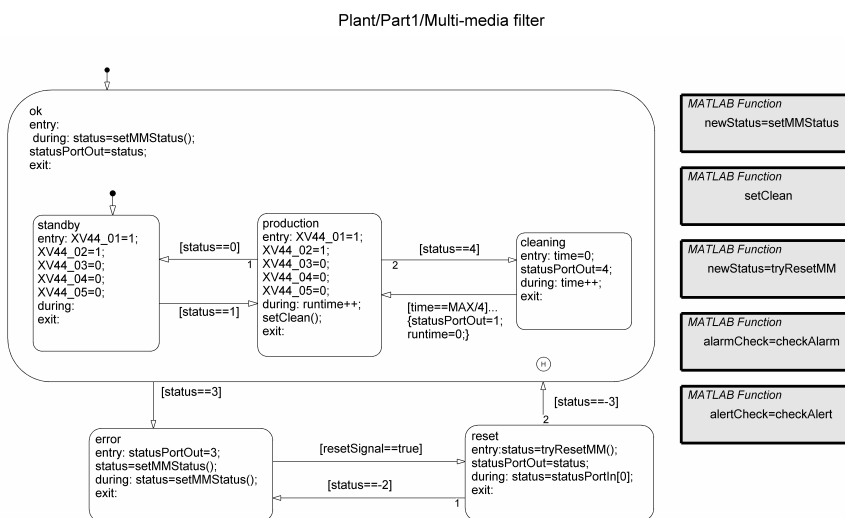 Plant/Part1/Multi-media filter
ok
entry:
during: status=setMMStatus();
statusPortOut=status;
exit:
standby
entry: XV44_01=1;
XV44_02=1;
XV44_03=0;
XV44_04=0;
XV44_05=0;
during:
exit:
[status==0]
1
[status==1]
production
entry: XV44_01=1;
XV44_02=1;
XV44_03=0;
XV44_04=0;
XV44_05=0;
during: runtime++;
setClean();
exit:
[status==4]
2
[time==MAX/4]...
{statusPortOut=1;
runtime=0;}
cleaning
entry: time=0;
statusPortOut=4;
during: time++;
exit:
H
[status==3]
[status==-3]
2
error
entry: statusPortOut=3;
status=setMMStatus();
during: status=setMMStatus();
exit:
[resetSignal==true]
[status==-2]
1
reset
entry:status=tryResetMM();
statusPortOut=status;
during: status=statusPortIn[0];
exit:
MATLAB Function
newStatus=setMMStatus
MATLAB Function
setClean
MATLAB Function
newStatus=tryResetMM
MATLAB Function
alarmCheck=checkAlarm
MATLAB Function
alertCheck=checkAlert